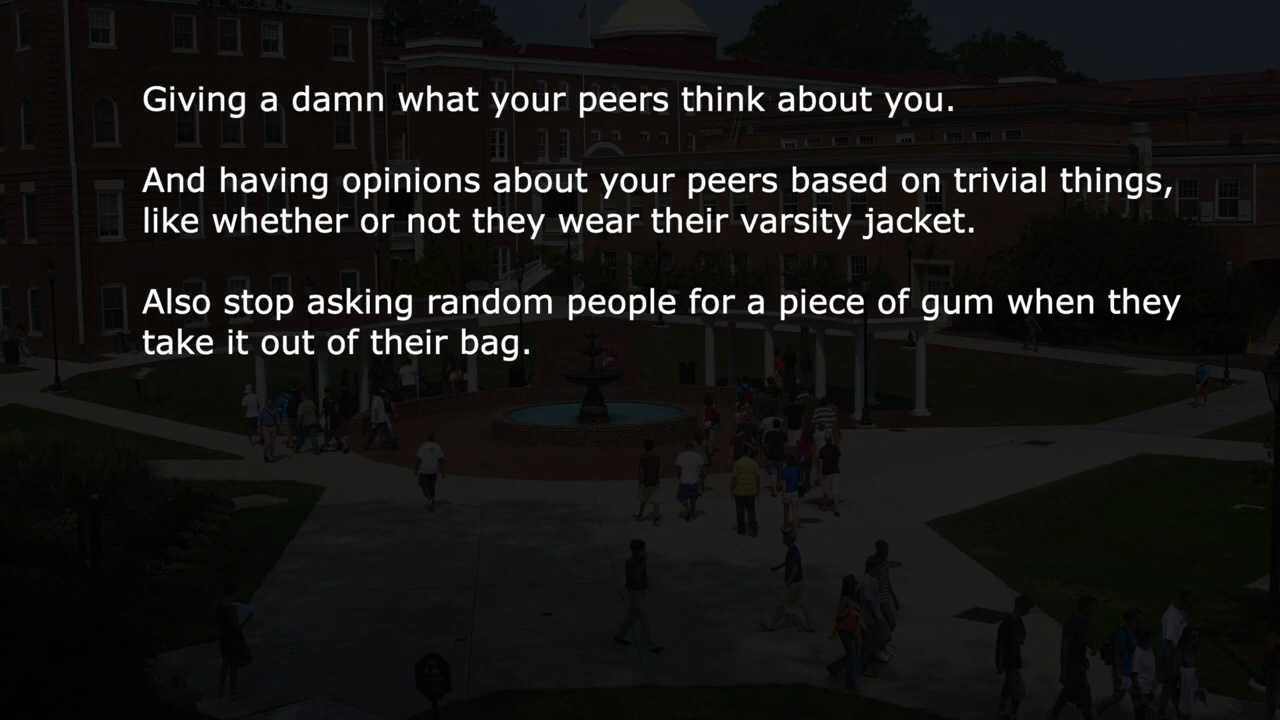 Giving a damn what your peers think about you.
And having opinions about your peers based on trivial things,
like whether or not they wear their varsity jacket.
Also stop asking random people for a piece of gum when they
take it out of their bag.